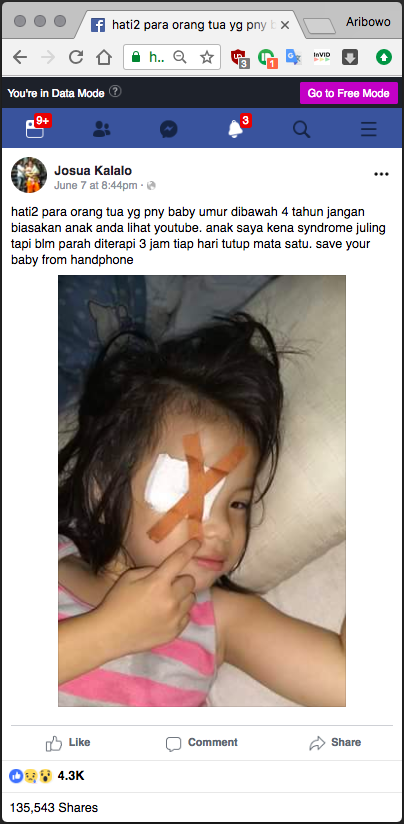 hati2 para orang tua yg pny b
Aribowo
h..
3
1
InVID
You're in Data Mode ?
Go to Free Mode
9+
3
Josua Kalalo
June 7 at 8:44pm ·
hati2 para orang tua yg pny baby umur dibawah 4 tahun jangan
biasakan anak anda lihat youtube. anak saya kena syndrome juling
tapi blm parah diterapi 3 jam tiap hari tutup mata satu. save your
baby from handphone
Like
Comment
Share
4.3K
135,543 Shares